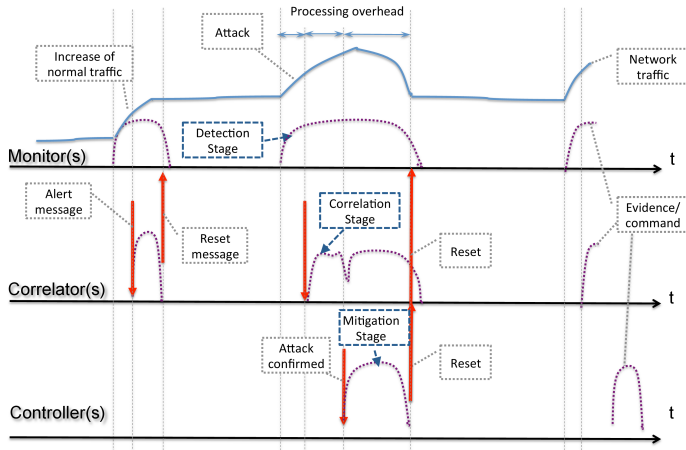 Processing overhead
Attack
Increase of
normal traffic
Network
traffic
Detection
Stage
Monitor(s)
t
Alert
message
Correlation
Stage
Evidence/
command
Reset
message
Reset
Correlator(s)
t
Mitigation
Stage
Attack
confirmed
Reset
Controller(s)
t